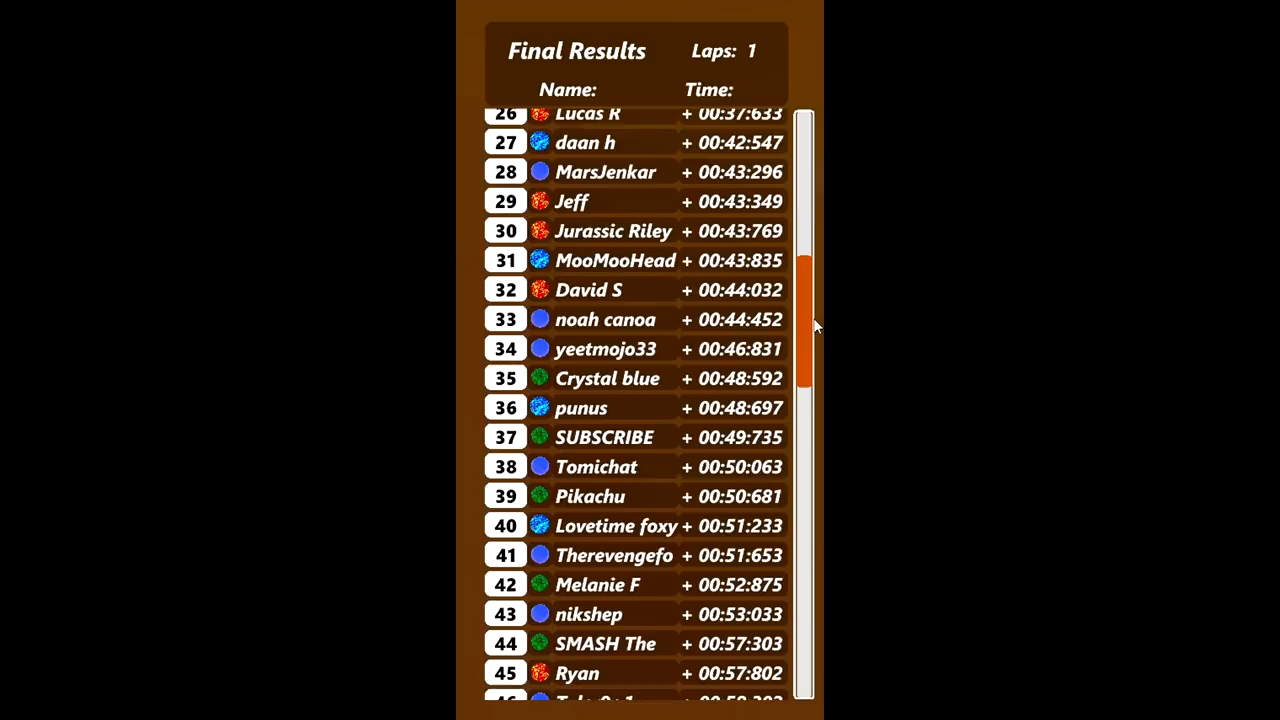 Final Results Laps: 1
Name: Time:
26 Lucas R + 00:37:633
27 daan h + 00:42:547
28 MarsJenkar + 00:43:296
29 Jeff + 00:43:349
30 Jurassic Riley + 00:43:769
31 MooMooHead + 00:43:835
32 David S + 00:44:032
33 noah canoa + 00:44:452
34 yeetmojo33 + 00:46:831
35 Crystal blue + 00:48:592
36 punus + 00:48:697
37 SUBSCRIBE + 00:49:735
38 Tomichat + 00:50:063
39 Pikachu + 00:50:681
40 Lovetime foxy + 00:51:233
41 Therevengefo + 00:51:653
42 Melanie F + 00:52:875
43 nikshep + 00:53:033
44 SMASH The + 00:57:303
45 Ryan + 00:57:802